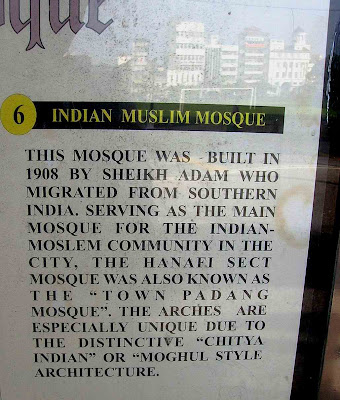 que
6 INDIAN MUSLIM MOSQUE
THIS MOSQUE WAS BUILT IN
1908 BY SHEIKH ADAM WHO
MIGRATED FROM SOUTHERN
INDIA. SERVING AS THE MAIN
MOSQUE FOR THE INDIAN-
MOSLEM COMMUNITY IN THE
CITY, THE HANAFI SECT
MOSQUE WAS ALSO KNOWN AS
THE "TOWN PADANG
MOSQUE". THE ARCHES ARE
ESPECIALLY UNIQUE DUE TO
THE DISTINCTIVE "CHITYA
INDIAN" OR "MOGHUL STYLE
ARCHITECTURE.